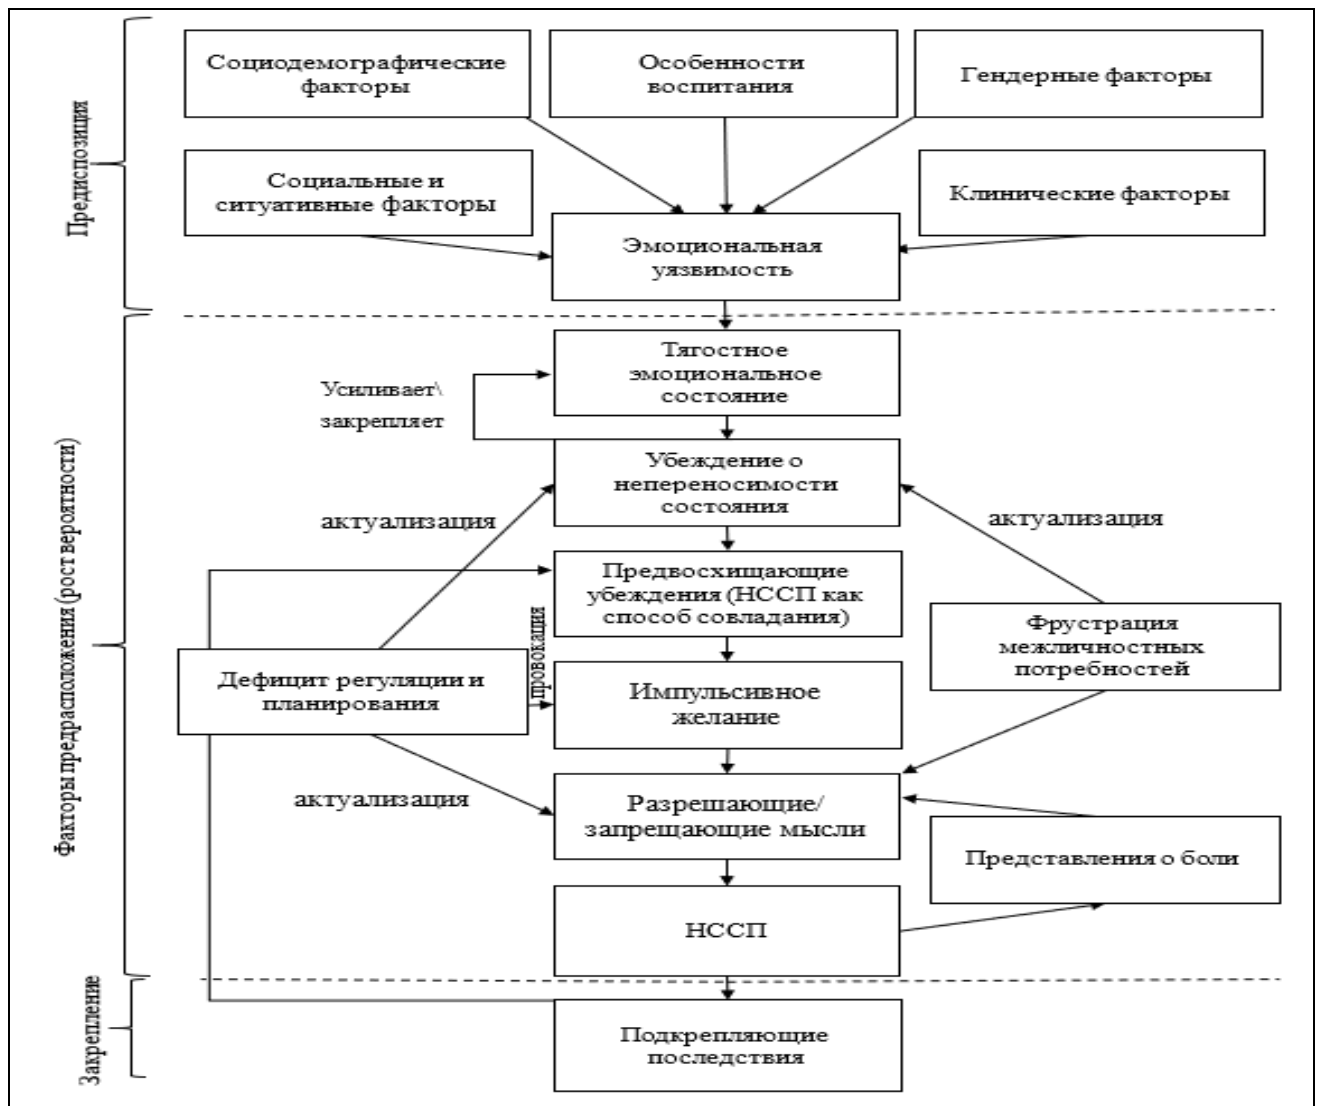 Предиспозиция
Социодемографические
факторы
Особенности
воспитания
Гендерные факторы
Социальные и
ситуативные факторы
Клинические факторы
Эмоциональная
уязвимость
Факторы предрасположения (рост вероятности)
Тягостное
эмоциональное
состояние
Усиливает\
закрепляет
Убеждение о
непереносимости
состояния
актуализация
актуализация
Предвосхищающие
убеждения (НССП как
способ совладания)
провокация
Фрустрация
межличностных
потребностей
Дефицит регуляции и
планирования
Импульсивное
желание
актуализация
Разрешающие/
запрещающие мысли
Представления о боли
НССП
Закрепление
Подкрепляющие
последствия